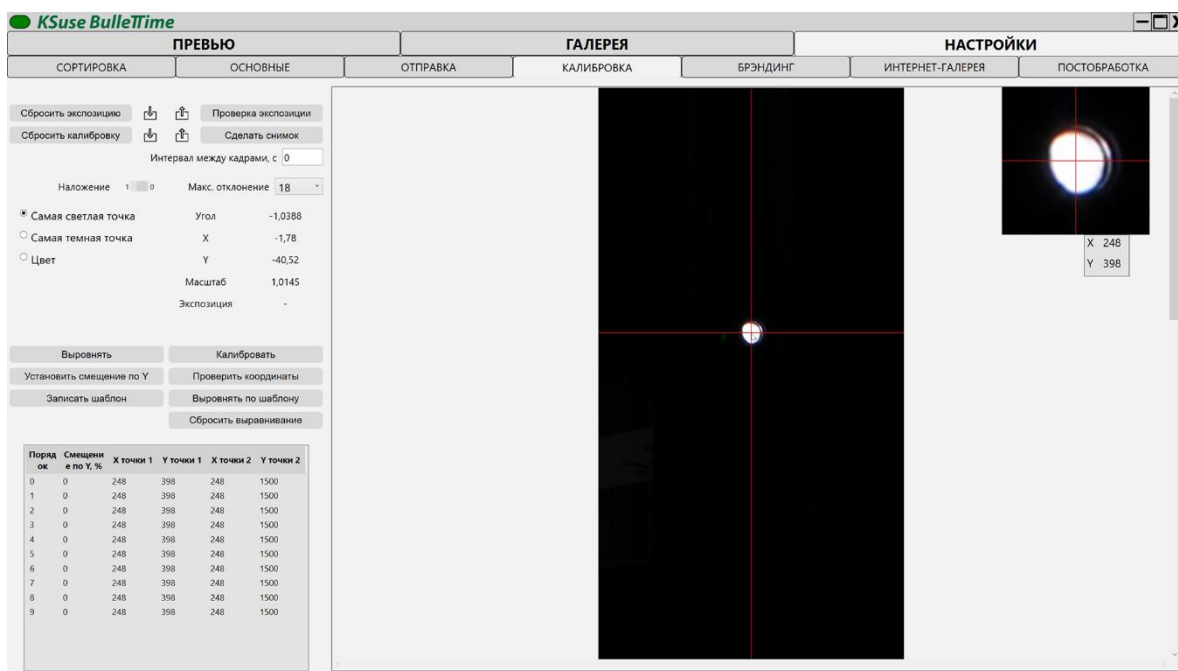 KSuse BulleTTime
ПРЕВЬЮ ГАЛЕРЕЯ НАСТРОЙКИ
СОРТИРОВКА ОСНОВНЫЕ ОТПРАВКА КАЛИБРОВКА БРЭНДИНГ ИНТЕРНЕТ-ГАЛЕРЕЯ ПОСТОБРАБОТКА
Сбросить экспозицию Проверка экспозиции
Сбросить калибровку Сделать снимок
Интервал между кадрами, с 0
Наложение 1 0 Макс. отклонение 18
Самая светлая точка Угол -1,0388
Самая темная точка X -1,78
Цвет Y -40,52
Масштаб 1,0145
Экспозиция -
X 248
Y 398
Выровнять Калибровать
Установить смещение по Y Проверить координаты
Записать шаблон Выровнять по шаблону
Сбросить выравнивание
Поряд Смещени X точки 1 Y точки 1 X точки 2 Y точки 2
ок е по Y, %
0 0 248 398 248 1500
1 0 248 398 248 1500
2 0 248 398 248 1500
3 0 248 398 248 1500
4 0 248 398 248 1500
5 0 248 398 248 1500
6 0 248 398 248 1500
7 0 248 398 248 1500
8 0 248 398 248 1500
9 0 248 398 248 1500